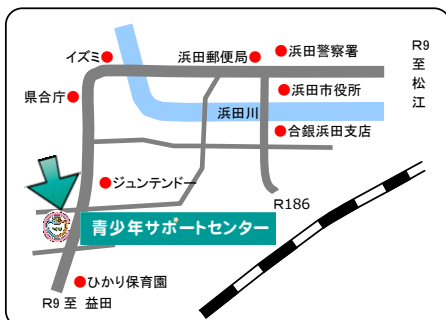 イズミ
浜田郵便局
浜田警察署
R9
至
松
江
県合庁
浜田市役所
浜田川
合銀浜田支店
ジュンテンドー
R186
青少年サポートセンター
ひかり保育園
R9 至 益田